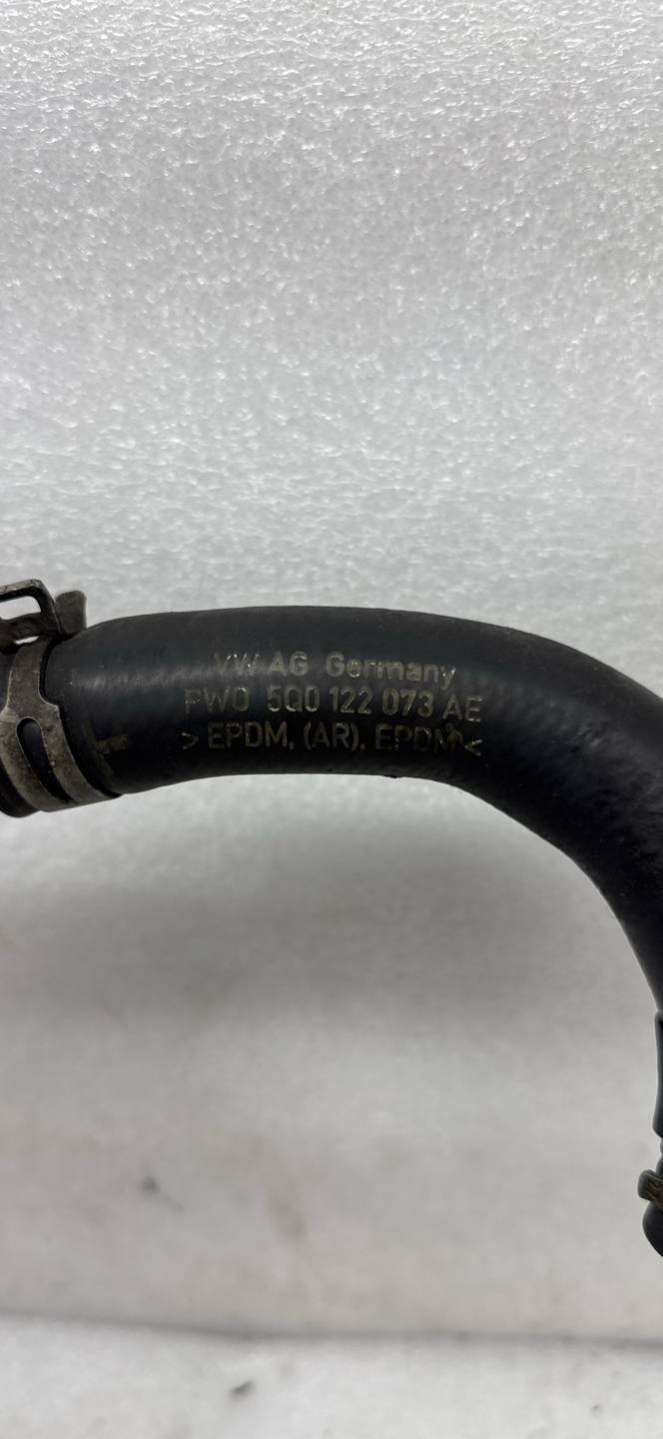 VW AG Germany
PWO 5Q0 122 073 AE
>EPDM, (AR), EPDM<